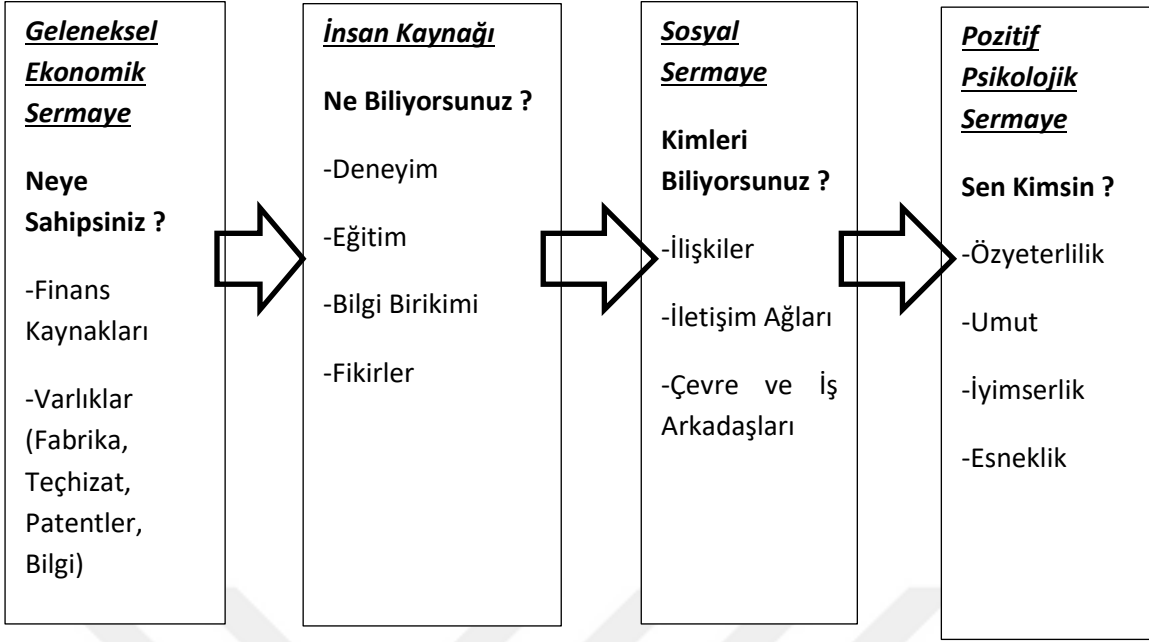 Geleneksel
Ekonomik
Sermaye
Neye
Sahipsiniz ?
-Finans
Kaynakları
-Varlıklar
(Fabrika,
Teçhizat,
Patentler,
Bilgi)
İnsan Kaynağı
Ne Biliyorsunuz ?
-Deneyim
-Eğitim
-Bilgi Birikimi
-Fikirler
Sosyal
Sermaye
Kimleri
Biliyorsunuz ?
-İlişkiler
-İletişim Ağları
-Çevre ve İş
Arkadaşları
Pozitif
Psikolojik
Sermaye
Sen Kimsin ?
-Özyeterlilik
-Umut
-İyimserlik
-Esneklik